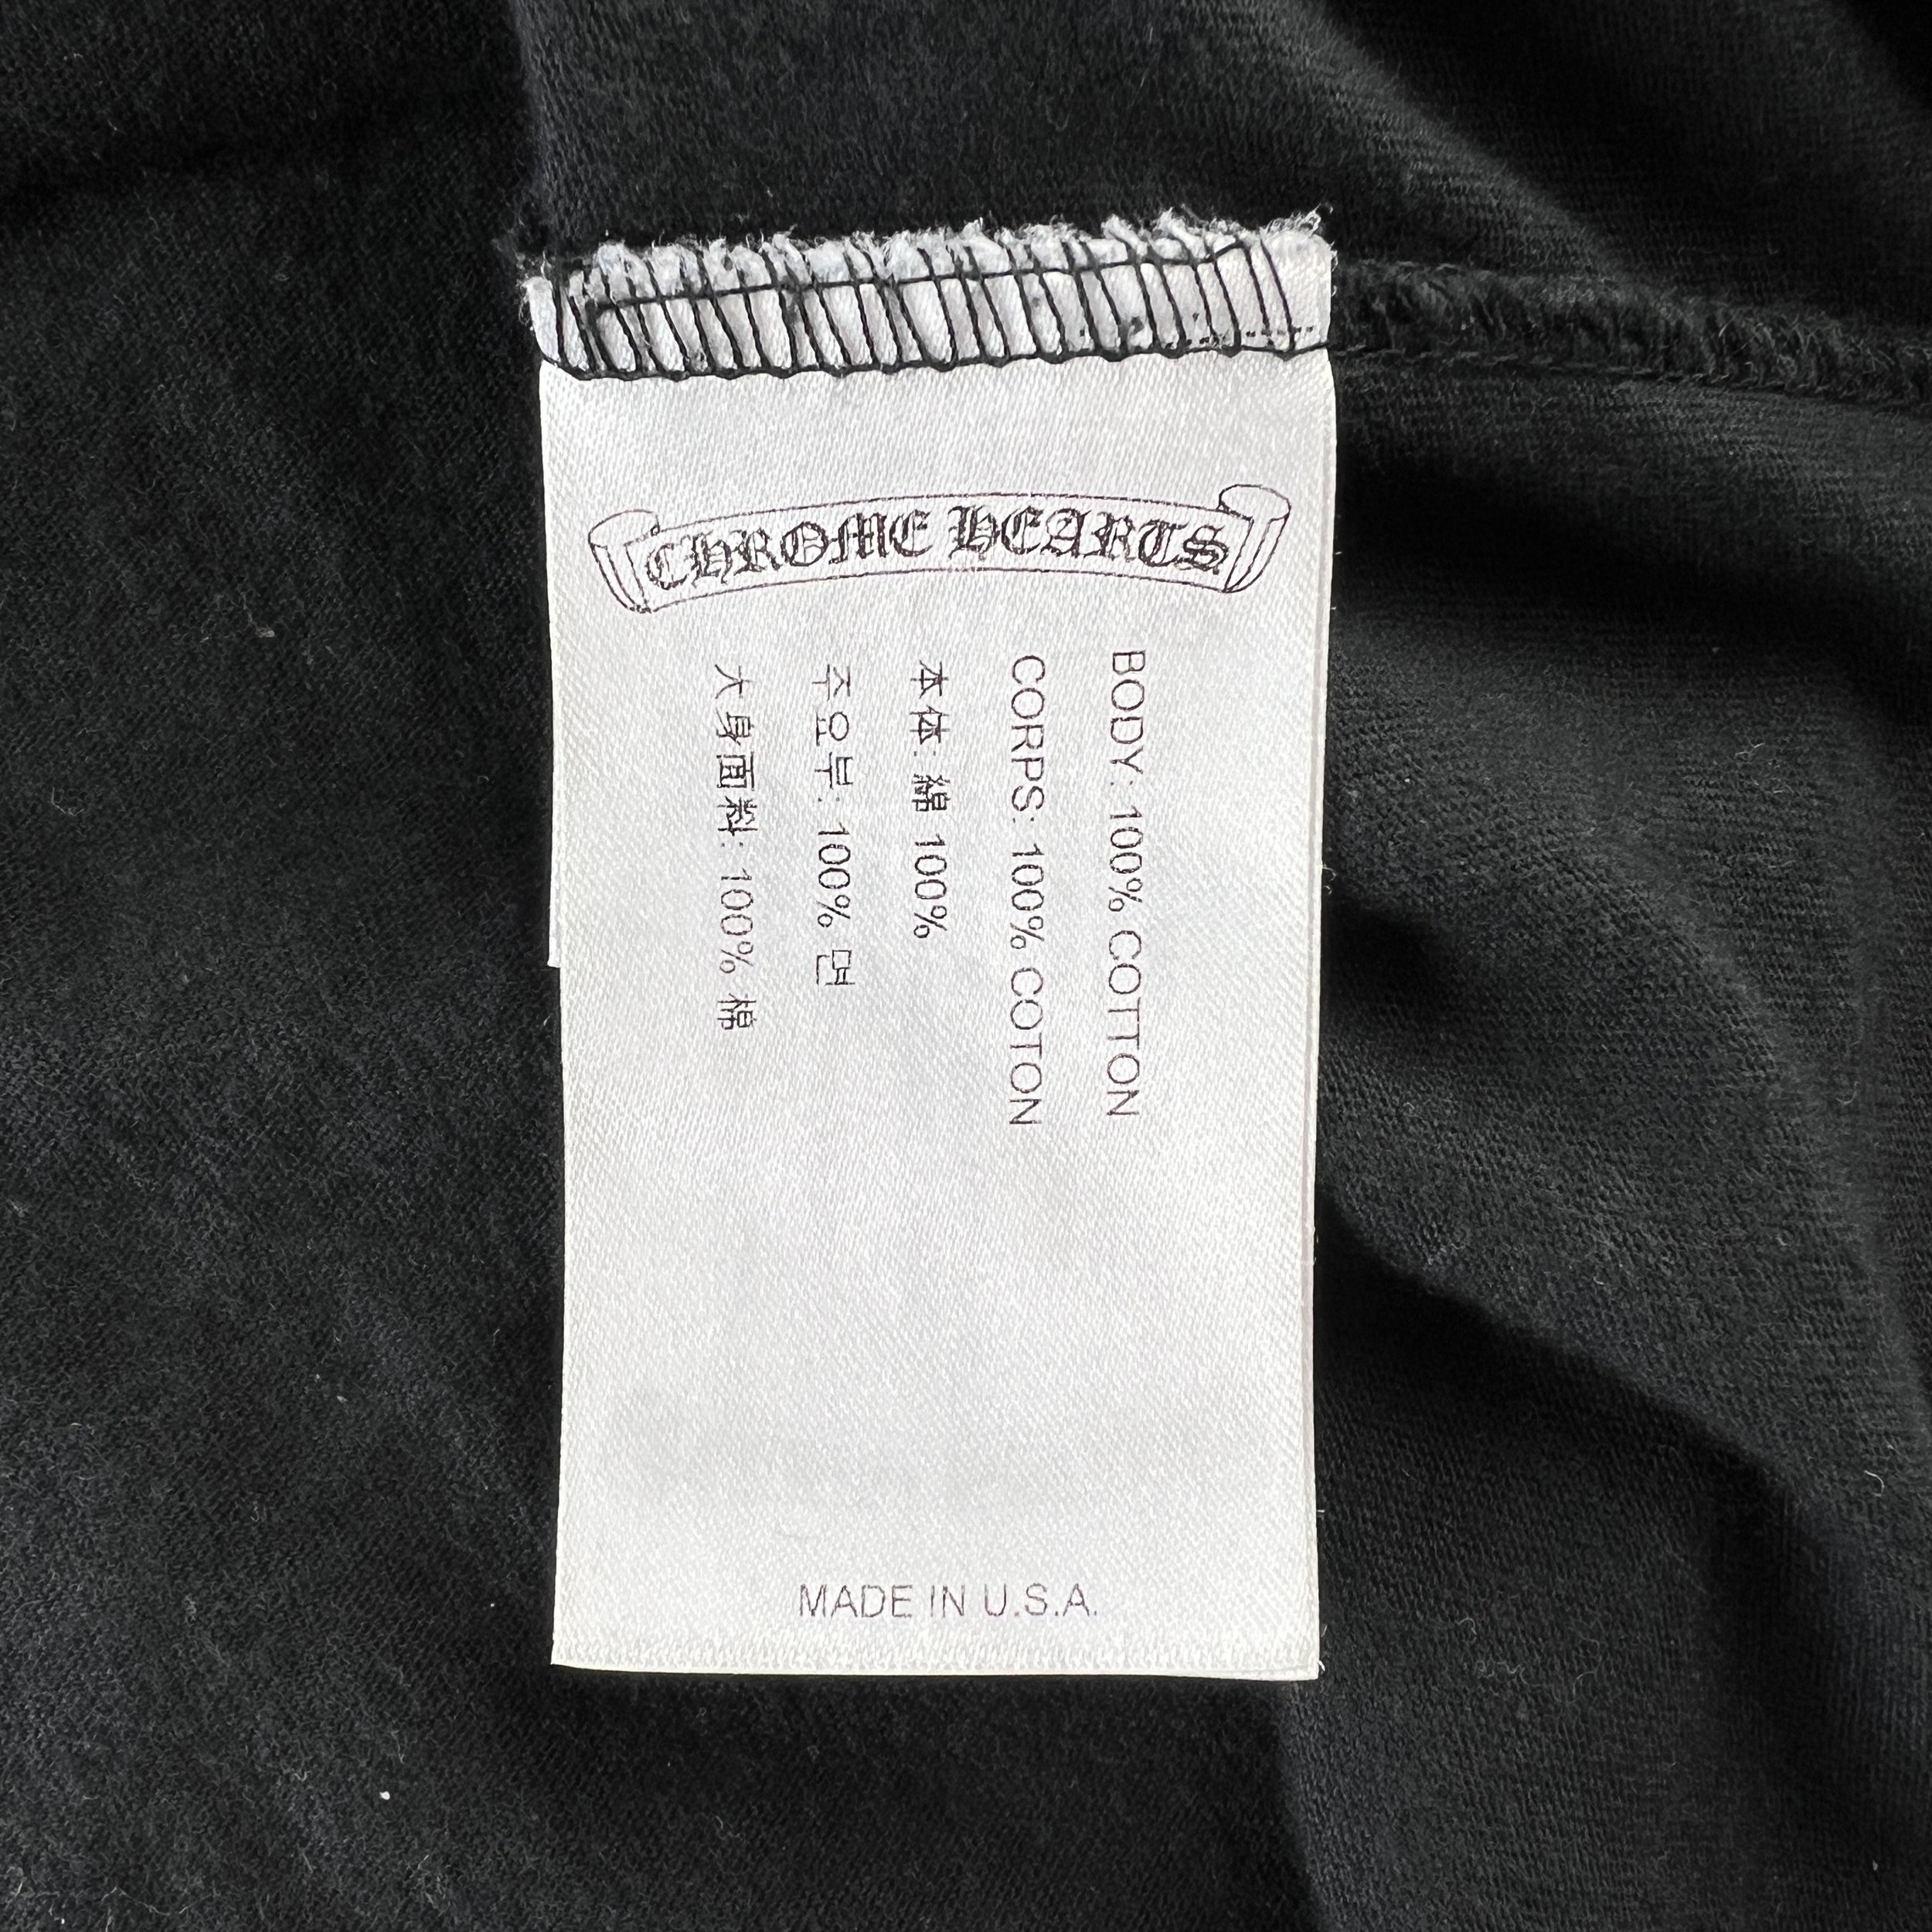 CHROME HEARTS
BODY: 100% COTTON
CORPS: 100% COTON
本体: 綿 100%
주요부: 100% 면
大身面料: 100% 棉
MADE IN U.S.A.